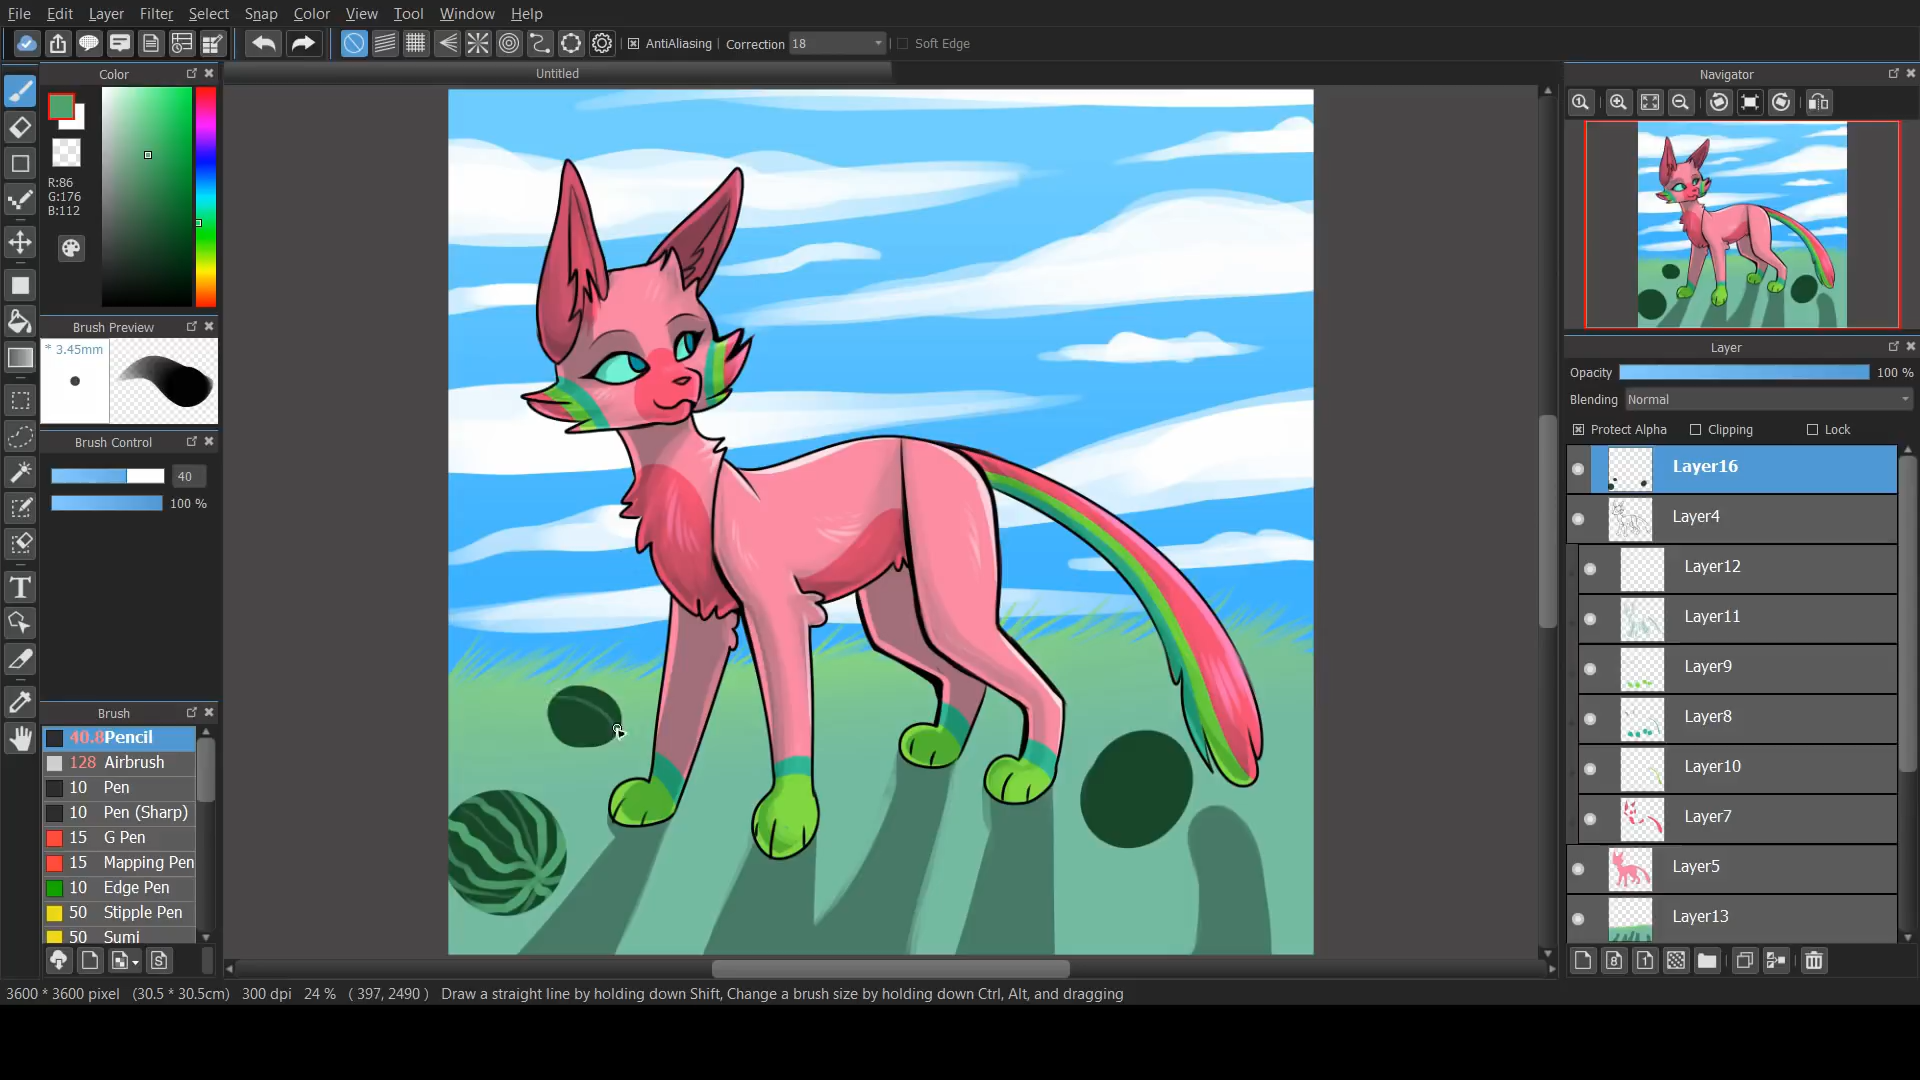 File Edit Layer Filter Select Snap Color View Tool Window Help
AntiAliasing Correction 18 Soft Edge
Color
Untitled
Navigator
R:86
G:176
B:112
Brush Preview
* 3.45mm
Brush Control
40
100 %
Brush
40.8 Pencil
128 Airbrush
10 Pen
10 Pen (Sharp)
15 G Pen
15 Mapping Pen
10 Edge Pen
50 Stipple Pen
50 Sumi
Layer
Opacity 100 %
Blending Normal
Protect Alpha Clipping Lock
Layer16
Layer4
Layer12
Layer11
Layer9
Layer8
Layer10
Layer7
Layer5
Layer13
3600 * 3600 pixel (30.5 * 30.5cm) 300 dpi 24 % ( 397, 2490 ) Draw a straight line by holding down Shift, Change a brush size by holding down Ctrl, Alt, and dragging